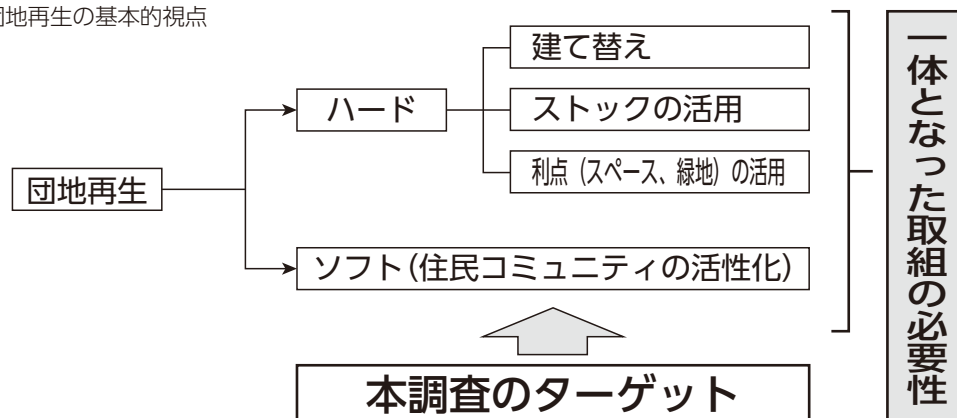 団地再生の基本的視点
建て替え
ハード
ストックの活用
利点（スペース、緑地）の活用
団地再生
ソフト（住民コミュニティの活性化）
本調査のターゲット
一体となった取組の必要性